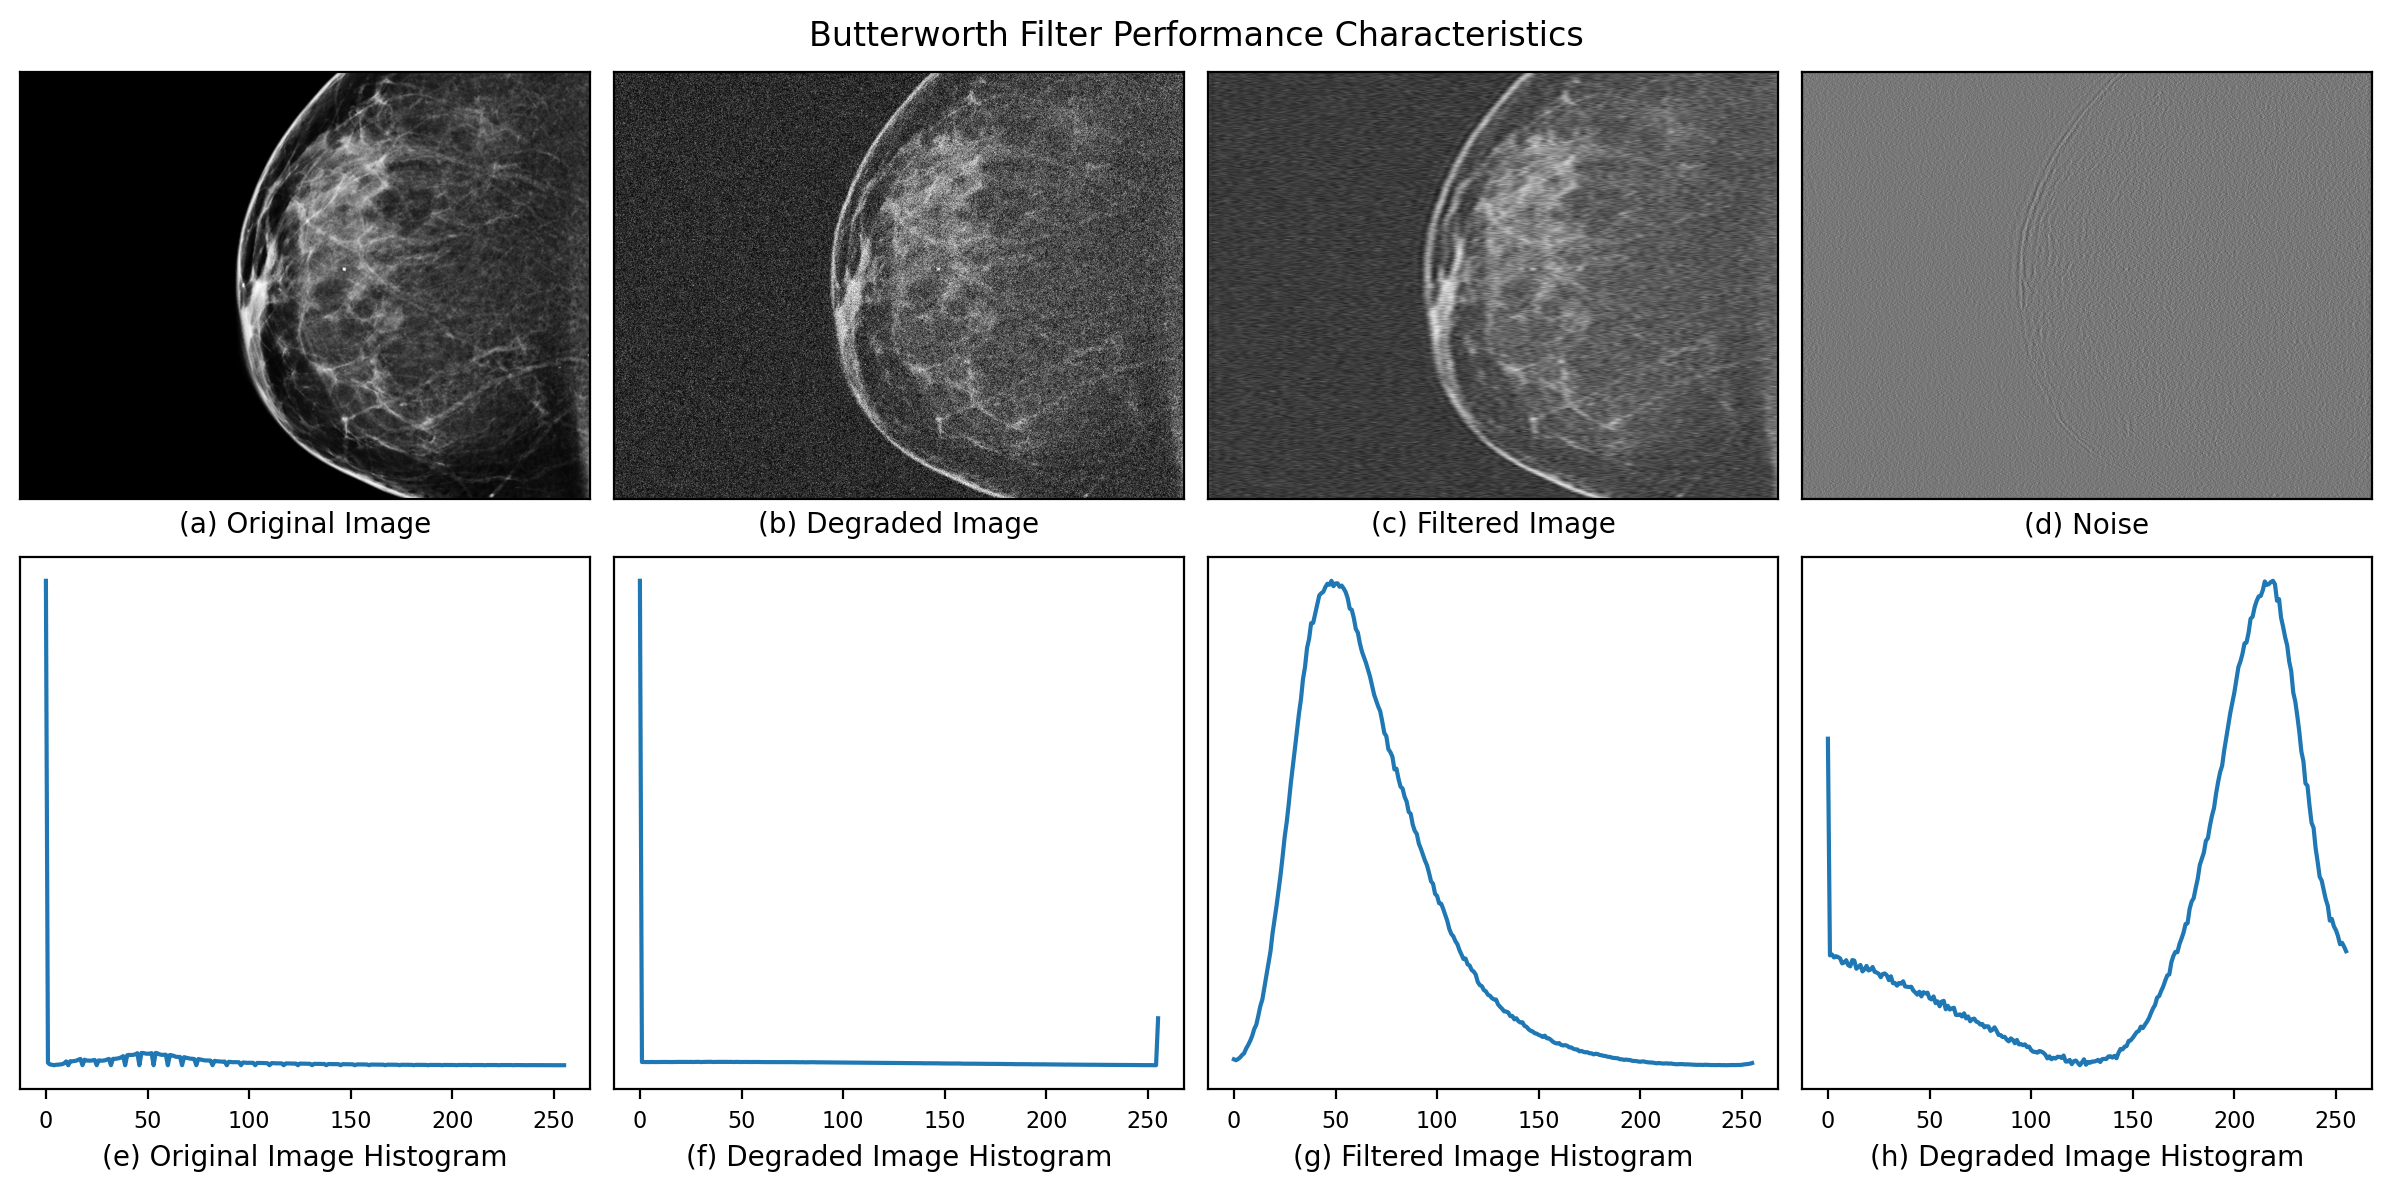 Butterworth Filter Performance Characteristics
(a) Original Image
(b) Degraded Image
(c) Filtered Image
(d) Noise
0 50 100 150 200 250
(e) Original Image Histogram
0 50 100 150 200 250
(f) Degraded Image Histogram
0 50 100 150 200 250
(g) Filtered Image Histogram
0 50 100 150 200 250
(h) Degraded Image Histogram